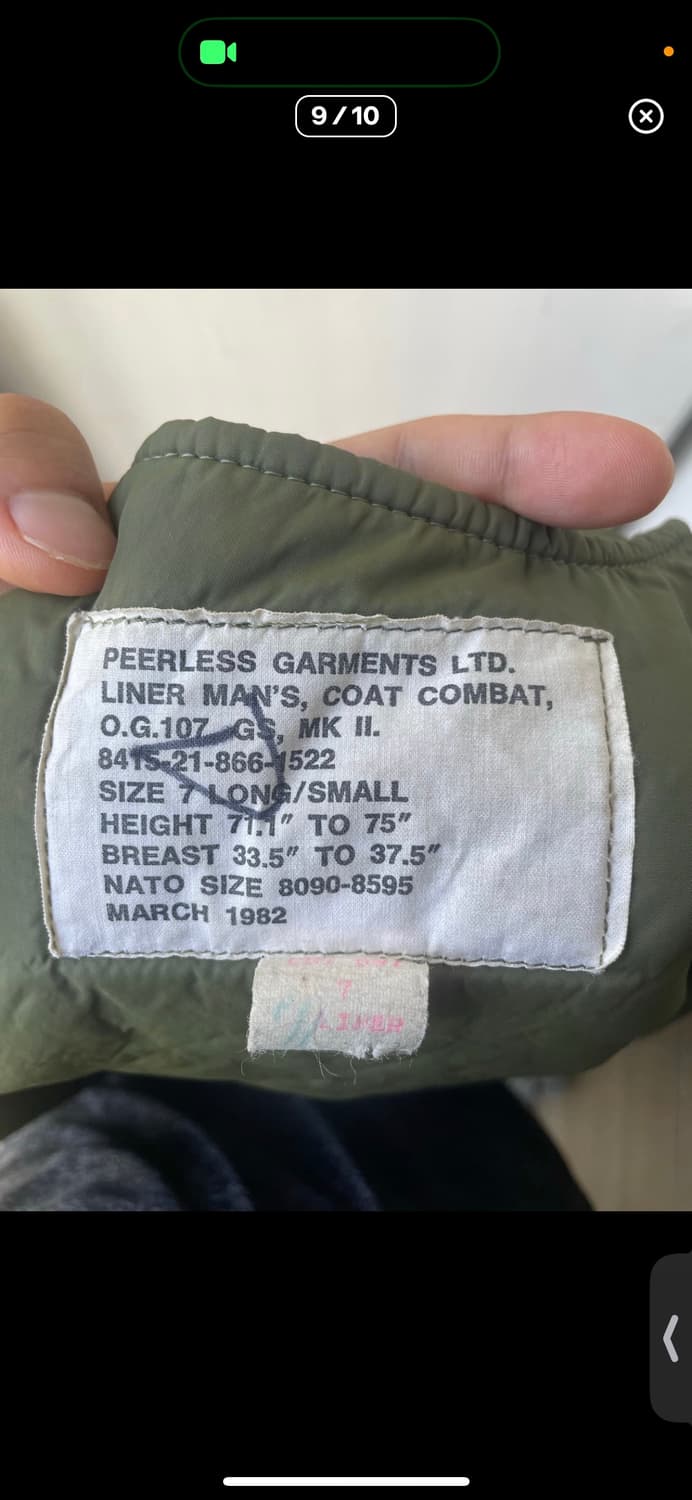 9/10
PEERLESS GARMENTS LTD.
LINER MAN'S, COAT COMBAT,
O.G.107 GS, MK II.
8415-21-866-1522
SIZE 7 LONG/SMALL
HEIGHT 71.1" TO 75"
BREAST 33.5" TO 37.5"
NATO SIZE 8090-8595
MARCH 1982
7
LINER